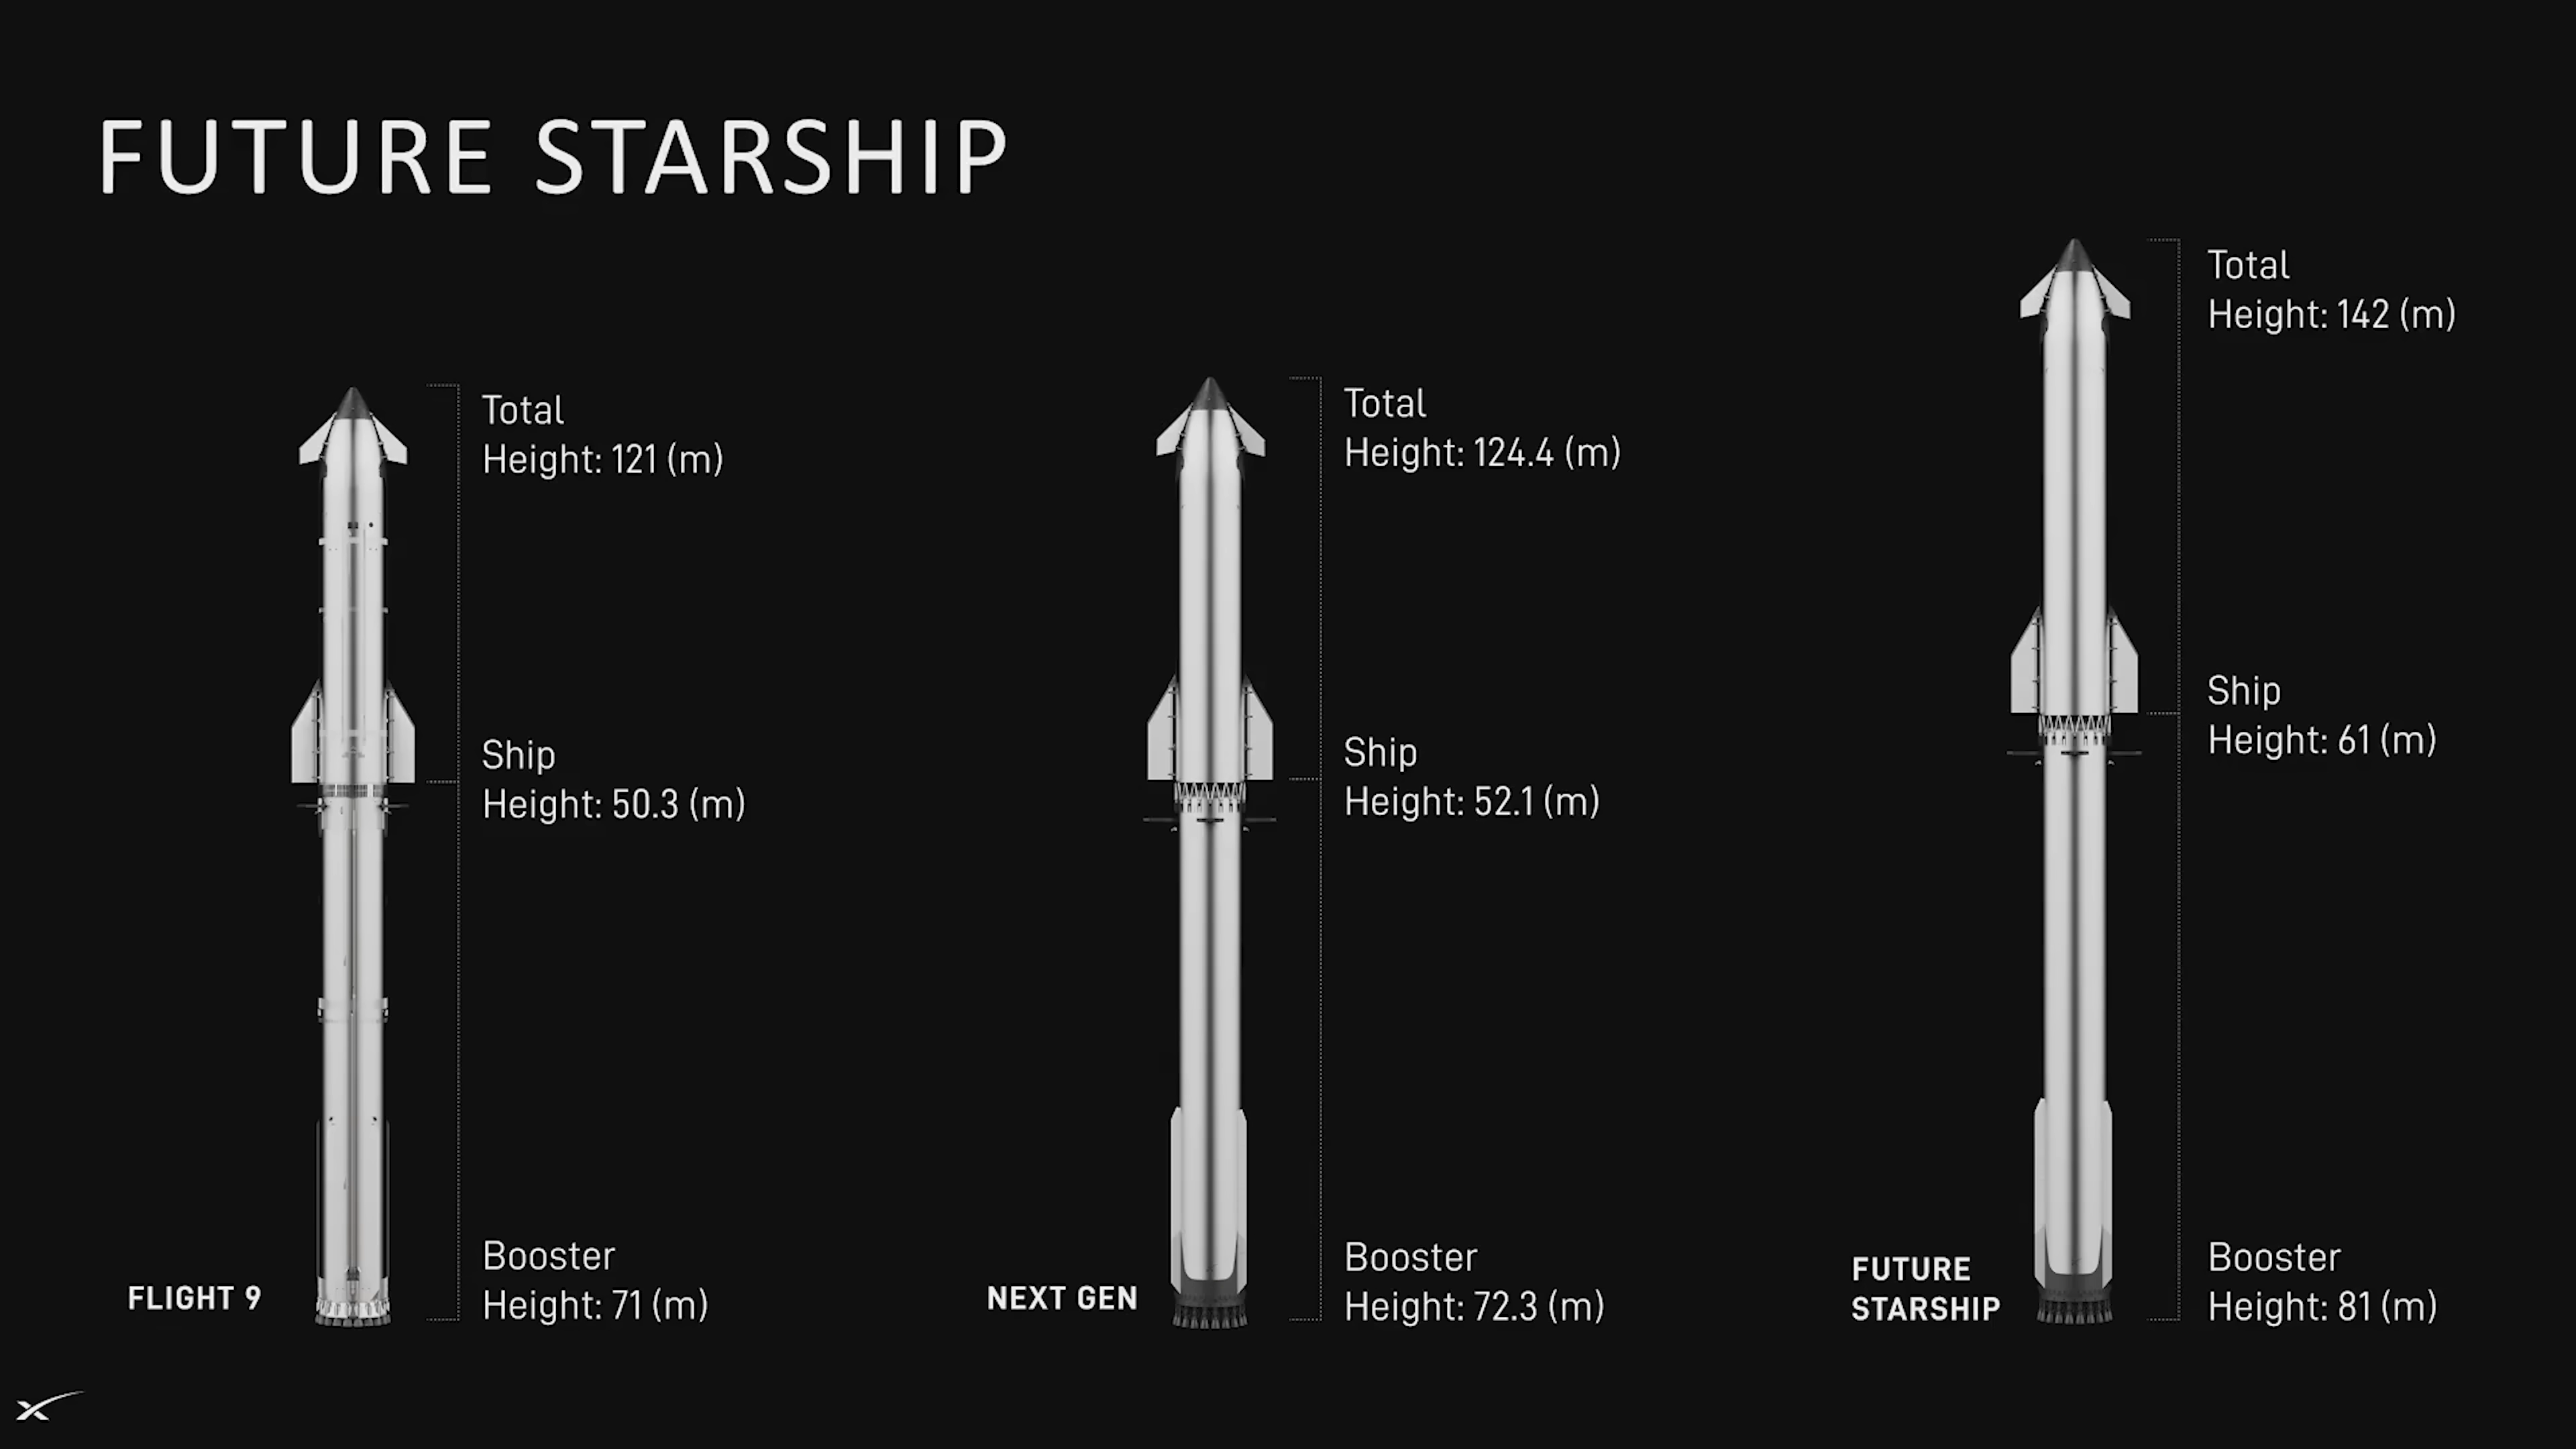 FUTURE STARSHIP
Total
Height: 121 (m)
Ship
Height: 50.3 (m)
Booster
Height: 71 (m)
FLIGHT 9
Total
Height: 124.4 (m)
Ship
Height: 52.1 (m)
Booster
Height: 72.3 (m)
NEXT GEN
Total
Height: 142 (m)
Ship
Height: 61 (m)
Booster
Height: 81 (m)
FUTURE
STARSHIP